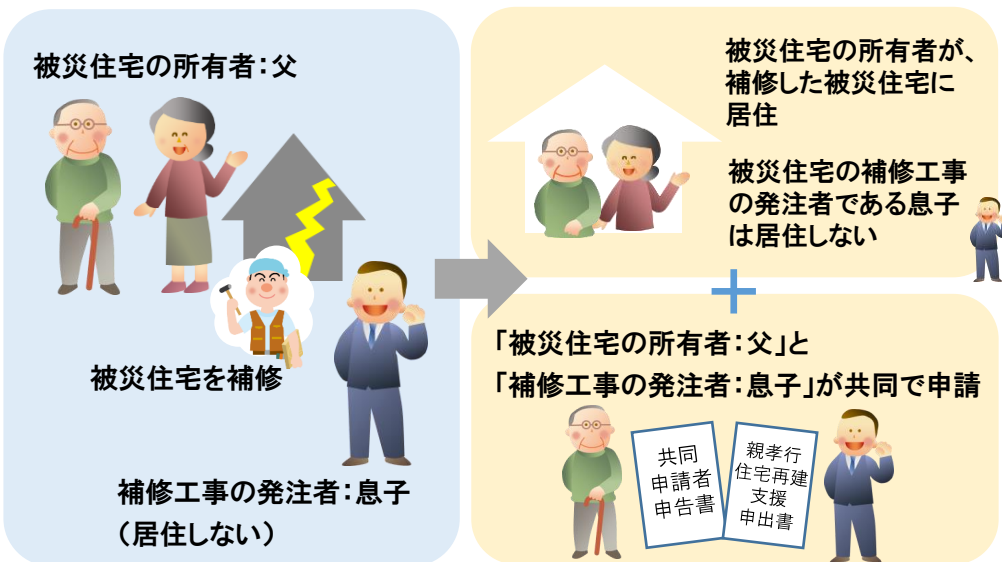 被災住宅の所有者：父
被災住宅を補修
補修工事の発注者：息子
（居住しない）
被災住宅の所有者が、
補修した被災住宅に
居住
被災住宅の補修工事
の発注者である息子
は居住しない
「被災住宅の所有者：父」と
「補修工事の発注者：息子」が共同で申請
共同
申請者
申告書
親孝行
住宅再建
支援
申出書